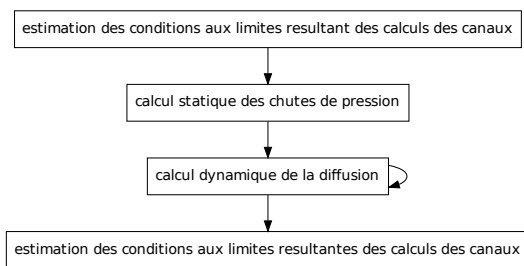 estimation des conditions aux limites resultant des calculs des canaux
calcul statique des chutes de pression
calcul dynamique de la diffusion
estimation des conditions aux limites resultantes des calculs des canaux